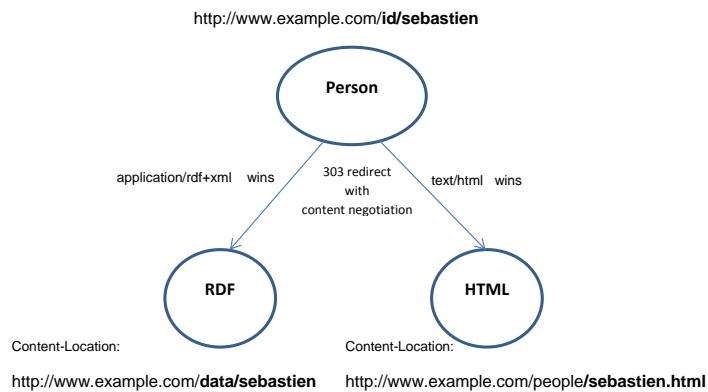 http://www.example.com/id/sebastien
Person
application/rdf+xml wins
303 redirect
with
content negotiation
text/html wins
RDF
HTML
Content-Location:
Content-Location:
http://www.example.com/data/sebastien
http://www.example.com/people/sebastien.html